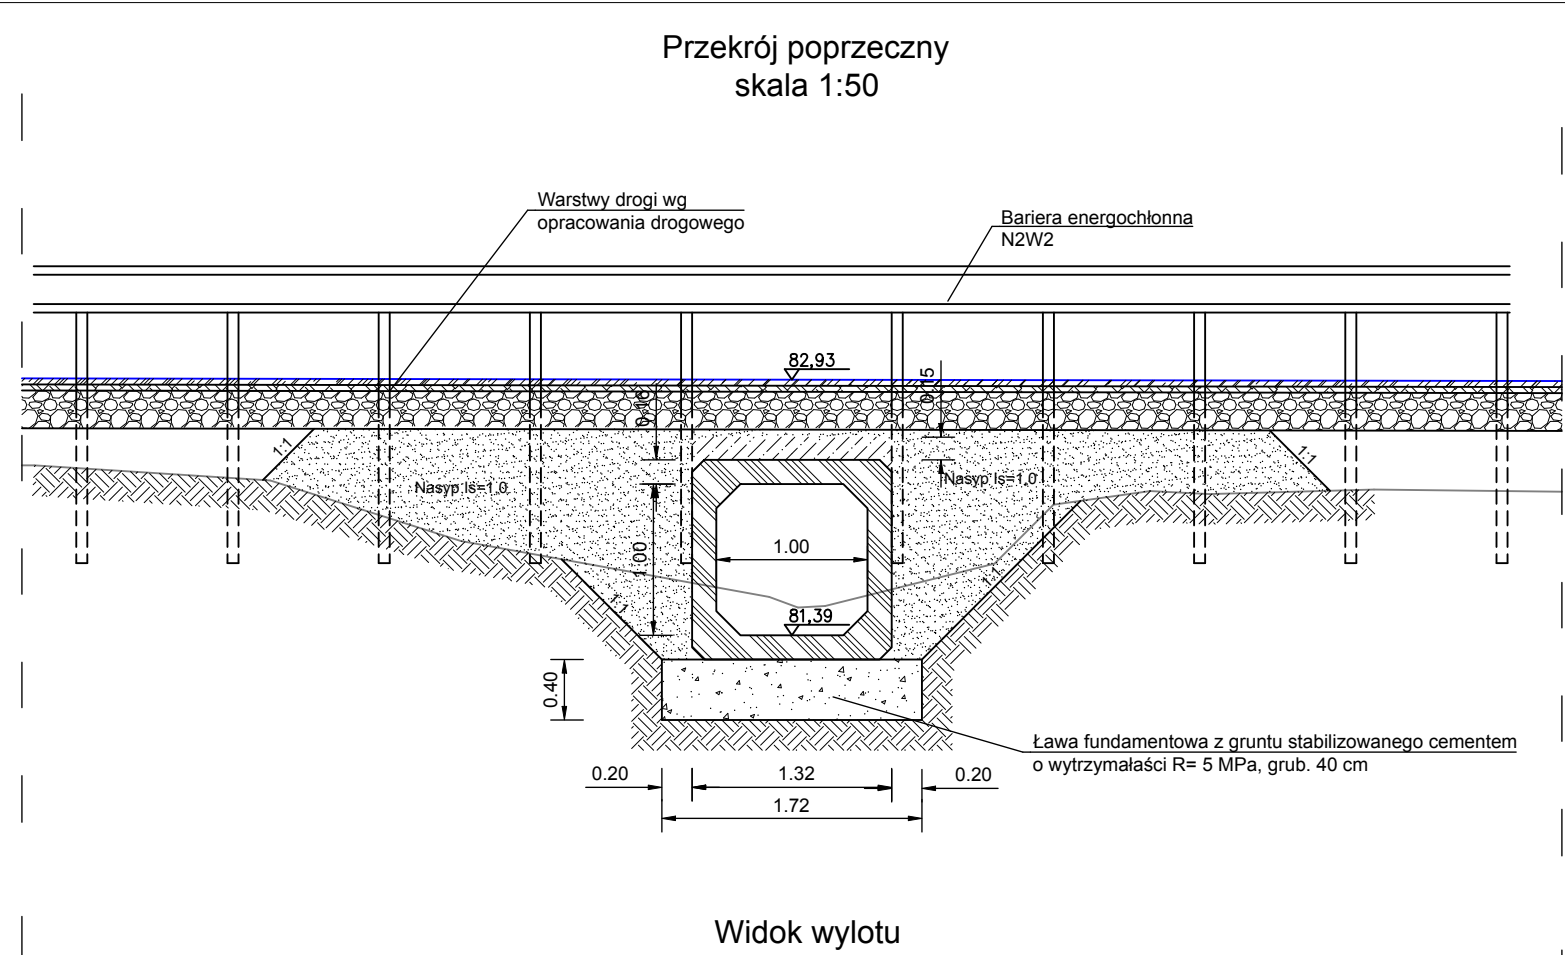 Przekrój poprzeczny
skala 1:50
Warstwy drogi wg
opracowania drogowego
Bariera energochłonna
N2W2
82,93
0.15
0.16
1:1
1:1
Nasyp Is=1,0
Nasyp Is=1,0
1.00
1.00
1:1
1:1
81,39
0.40
Ława fundamentowa z gruntu stabilizowanego cementem
o wytrzymałaści R= 5 MPa, grub. 40 cm
0.20
1.32
0.20
1.72
Widok wylotu